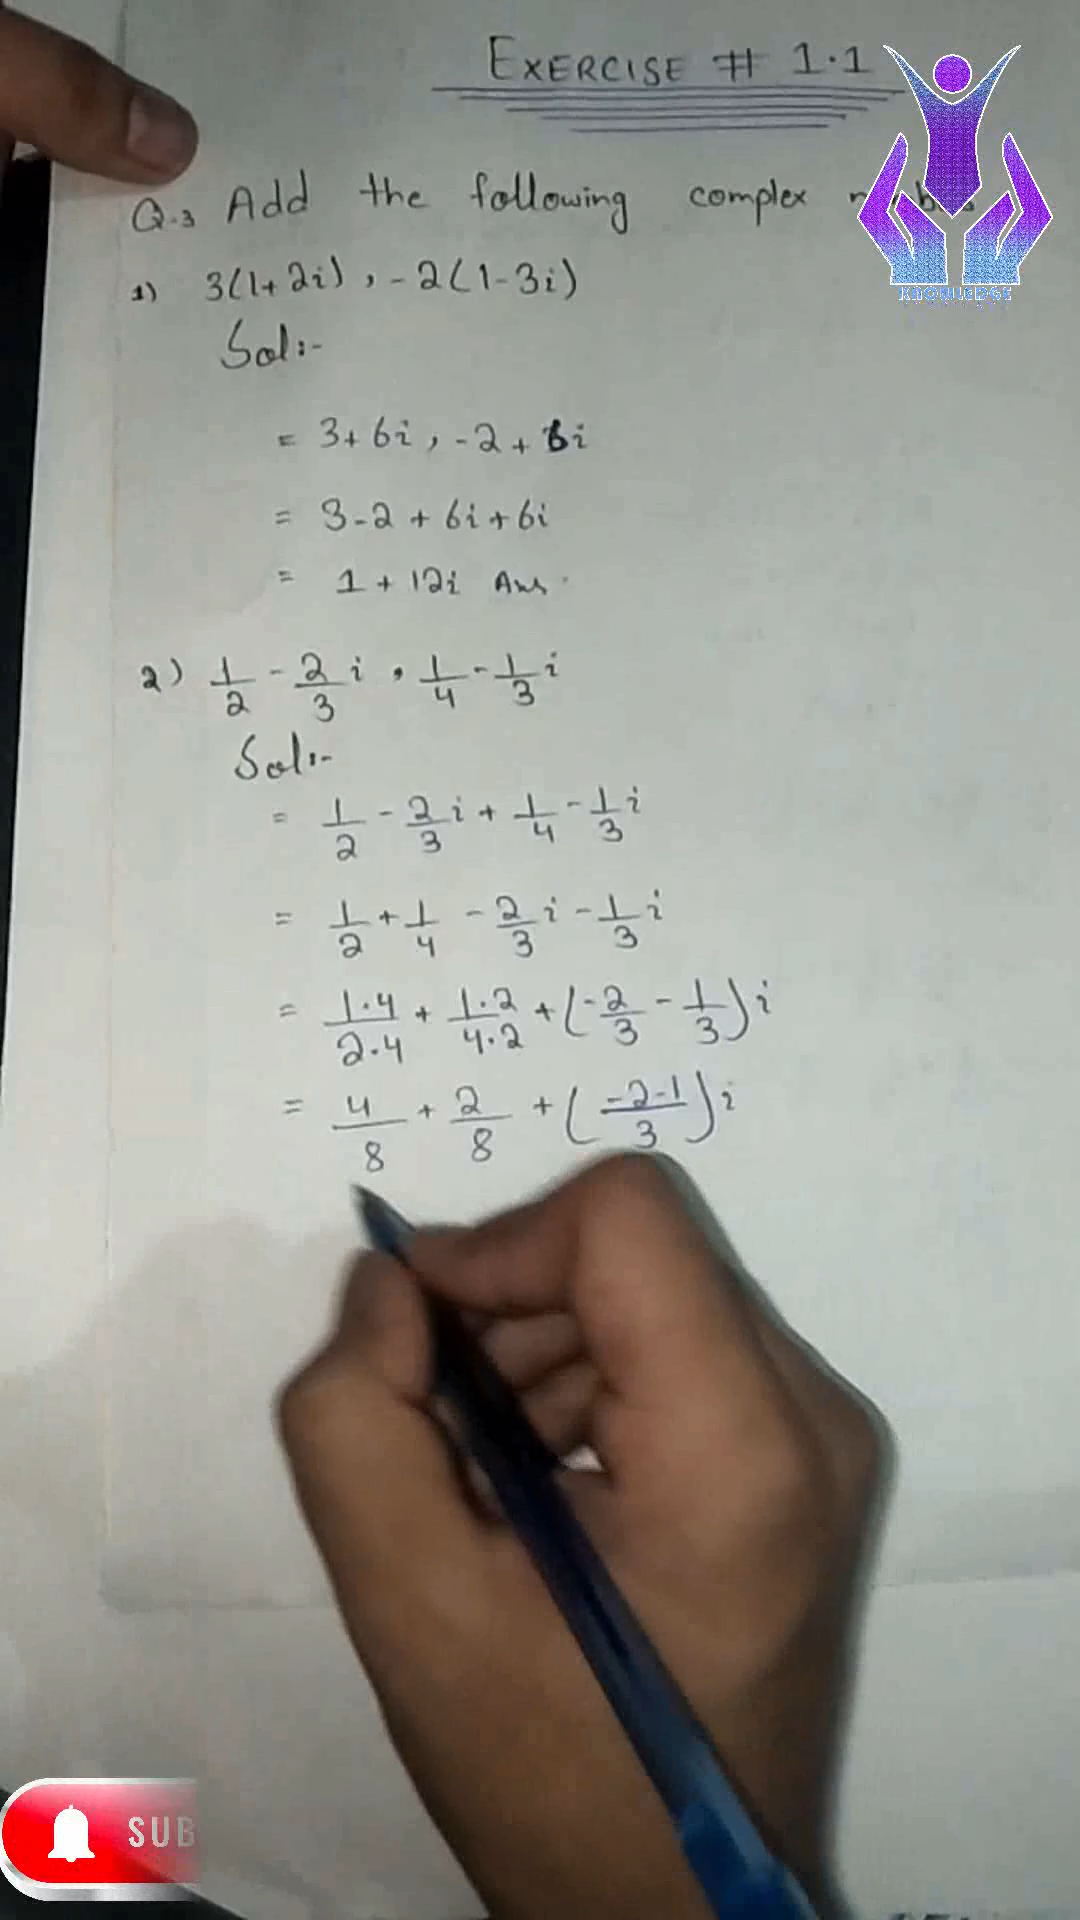 EXERCISE # 1.1
Q.3 Add the following complex
1) 3(1+2i), -2(1-3i)
Sol:-
= 3+6i, -2+6i
= 3-2+6i+6i
= 1+12i Ans.
2) 1/2 - 2/3 i, 1/4 - 1/3 i
Sol:-
= 1/2 - 2/3 i + 1/4 - 1/3 i
= 1/2 + 1/4 - 2/3 i - 1/3 i
= 1·4/2·4 + 1·2/4·2 + (-2/3 - 1/3) i
= 4/8 + 2/8 + (-2-1/3) i
KNOWLEDGE
SUB